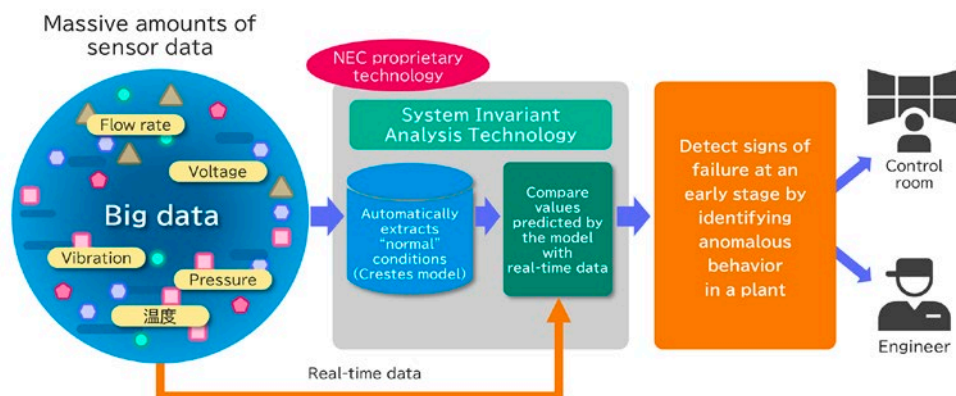 Massive amounts of
sensor data
Flow rate
Voltage
Big data
Vibration
Pressure
温度
NEC proprietary
technology
System Invariant
Analysis Technology
Automatically
extracts
“normal”
conditions
(Crestes model)
Compare
values
predicted by
the model
with
real-time data
Real-time data
Detect signs of
failure at an
early stage by
identifying
anomalous
behavior
in a plant
Control
room
Engineer